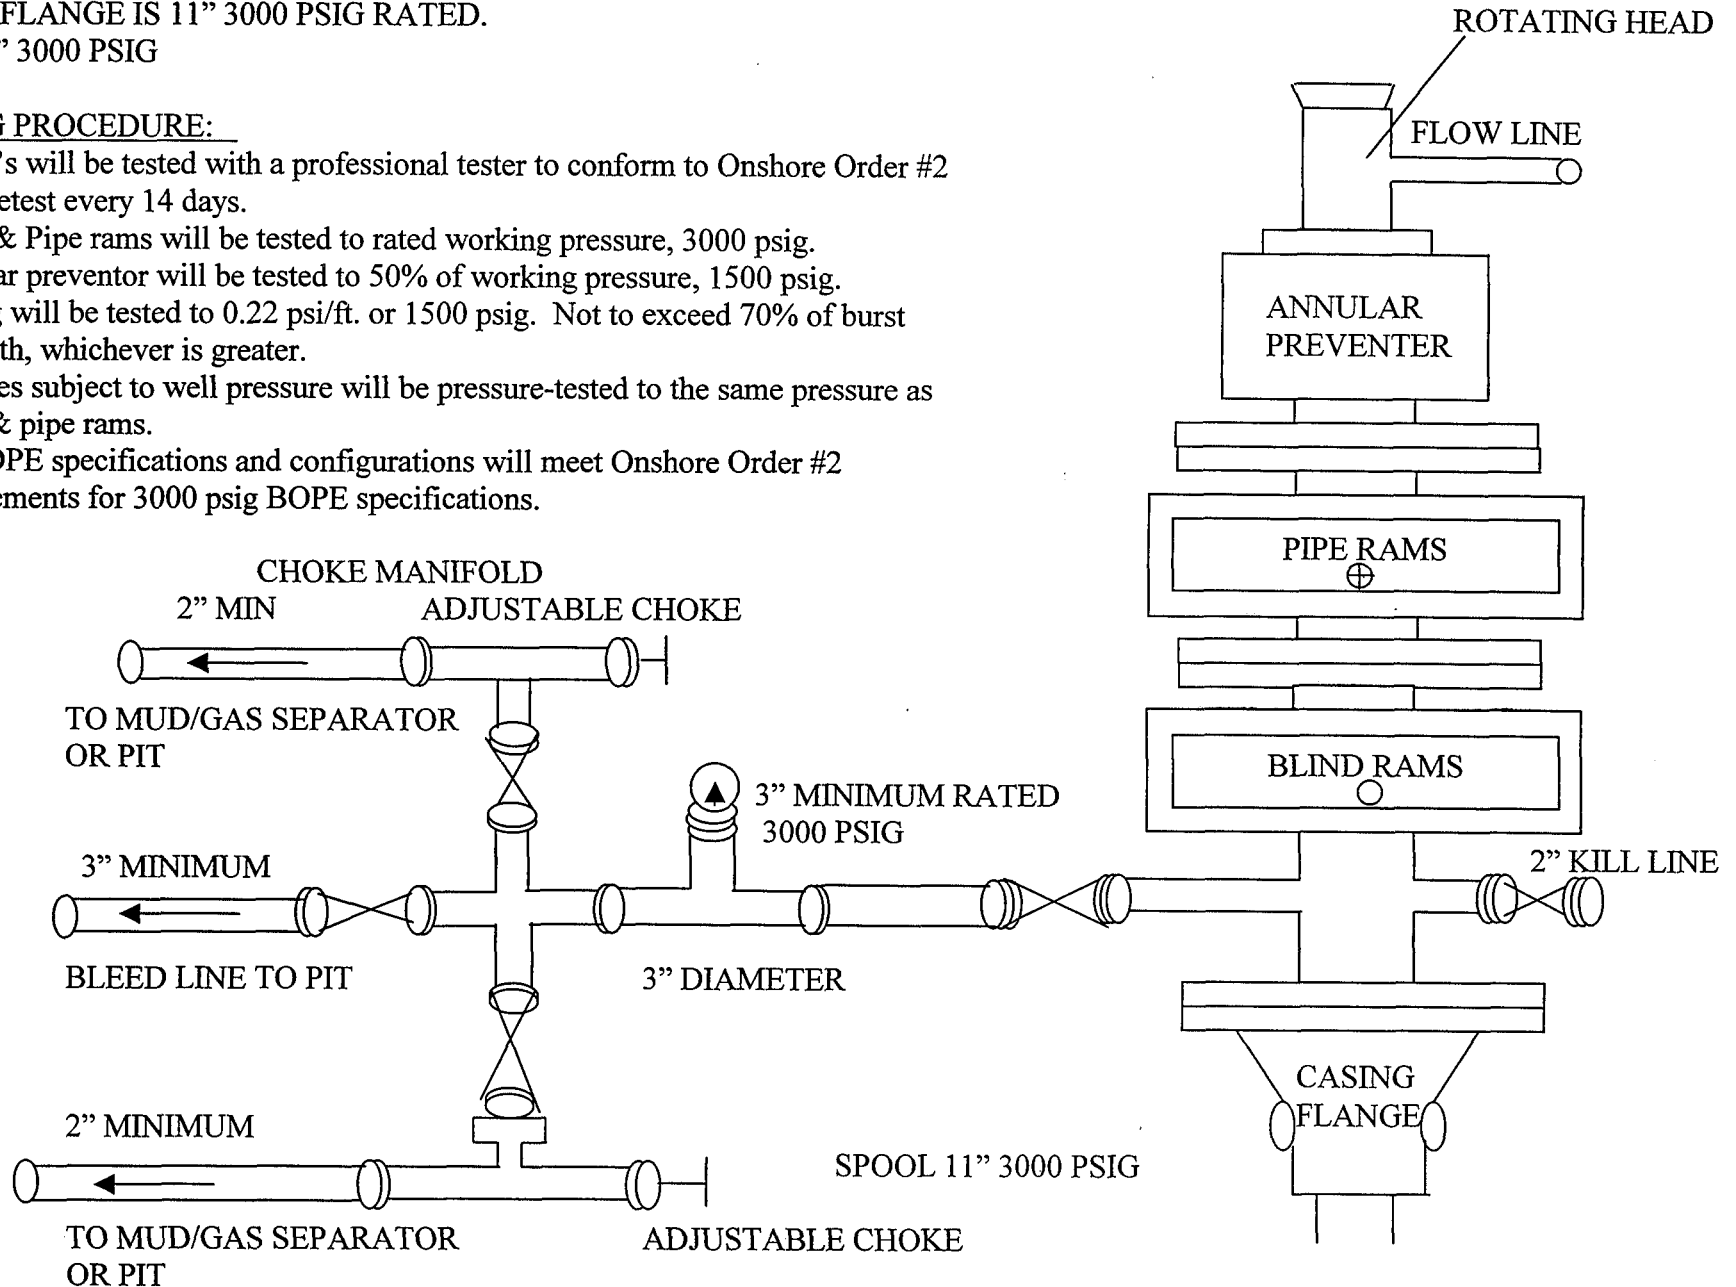 FLANGE IS 11” 3000 PSIG RATED.
” 3000 PSIG
G PROCEDURE:
’s will be tested with a professional tester to conform to Onshore Order #2
etest every 14 days.
& Pipe rams will be tested to rated working pressure, 3000 psig.
ar preventor will be tested to 50% of working pressure, 1500 psig.
g will be tested to 0.22 psi/ft. or 1500 psig. Not to exceed 70% of burst
th, whichever is greater.
es subject to well pressure will be pressure-tested to the same pressure as
& pipe rams.
OPE specifications and configurations will meet Onshore Order #2
ements for 3000 psig BOPE specifications.
ROTATING HEAD
FLOW LINE
ANNULAR
PREVENTER
PIPE RAMS
BLIND RAMS
2” KILL LINE
CASING
FLANGE
SPOOL 11” 3000 PSIG
CHOKE MANIFOLD
2” MIN
ADJUSTABLE CHOKE
TO MUD/GAS SEPARATOR
OR PIT
3” MINIMUM RATED
3000 PSIG
3” MINIMUM
BLEED LINE TO PIT
3” DIAMETER
2” MINIMUM
TO MUD/GAS SEPARATOR
OR PIT
ADJUSTABLE CHOKE